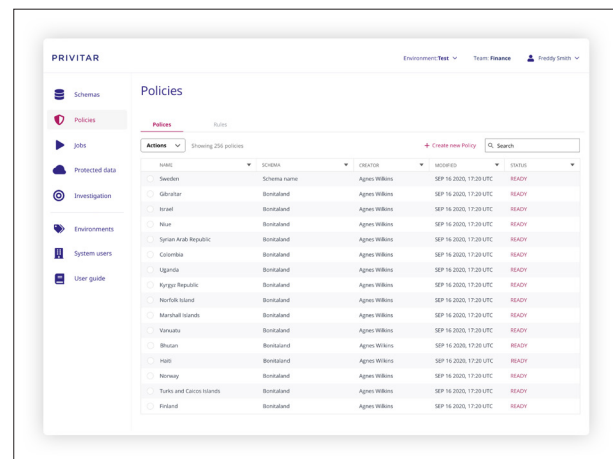 PRIVITAR
Environment:Test
Team: Finance
Freddy Smith
Schemas
Policies
Jobs
Protected data
Investigation
Environments
System users
User guide
Policies
Polices Rules
Actions Showing 256 policies + Create new Policy Search
NAME SCHEMA CREATOR MODIFIED STATUS
Sweden Schema name Agnes Wilkins SEP 16 2020, 17:20 UTC READY
Gibraltar Bonitaland Agnes Wilkins SEP 16 2020, 17:20 UTC READY
Israel Bonitaland Agnes Wilkins SEP 16 2020, 17:20 UTC READY
Niue Bonitaland Agnes Wilkins SEP 16 2020, 17:20 UTC READY
Syrian Arab Republic Bonitaland Agnes Wilkins SEP 16 2020, 17:20 UTC READY
Colombia Bonitaland Agnes Wilkins SEP 16 2020, 17:20 UTC READY
Uganda Bonitaland Agnes Wilkins SEP 16 2020, 17:20 UTC READY
Kyrgyz Republic Bonitaland Agnes Wilkins SEP 16 2020, 17:20 UTC READY
Norfolk Island Bonitaland Agnes Wilkins SEP 16 2020, 17:20 UTC READY
Marshall Islands Bonitaland Agnes Wilkins SEP 16 2020, 17:20 UTC READY
Vanuatu Bonitaland Agnes Wilkins SEP 16 2020, 17:20 UTC READY
Bhutan Bonitaland Agnes Wilkins SEP 16 2020, 17:20 UTC READY
Haiti Bonitaland Agnes Wilkins SEP 16 2020, 17:20 UTC READY
Norway Bonitaland Agnes Wilkins SEP 16 2020, 17:20 UTC READY
Turks and Caicos Islands Bonitaland Agnes Wilkins SEP 16 2020, 17:20 UTC READY
Finland Bonitaland Agnes Wilkins SEP 16 2020, 17:20 UTC READY